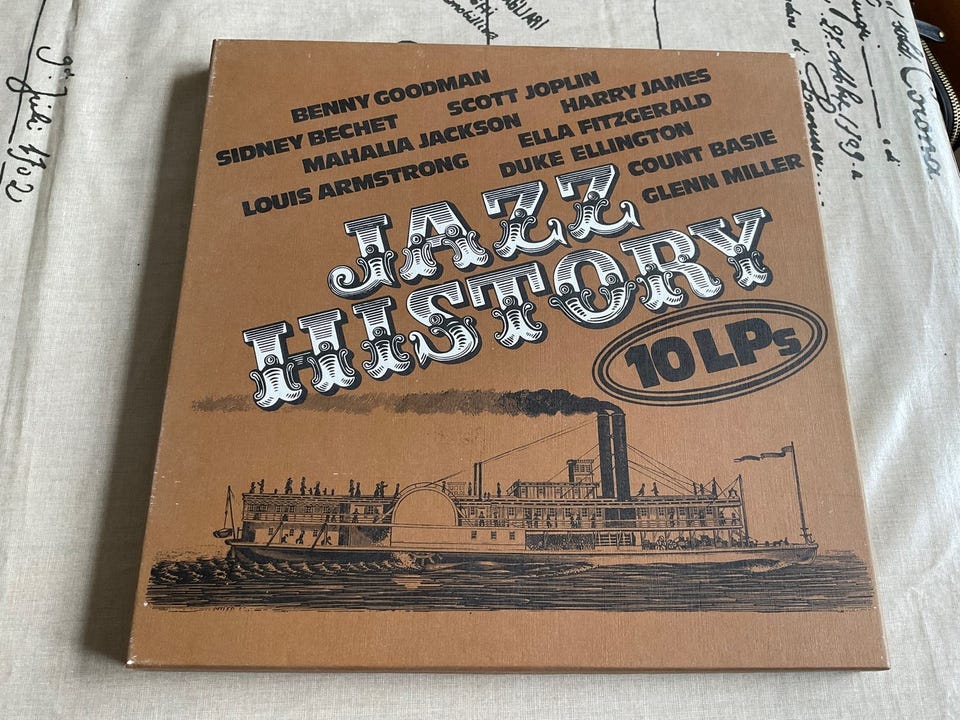 BENNY GOODMAN
SCOTT JOPLIN
HARRY JAMES
SIDNEY BECHET
MAHALIA JACKSON
ELLA FITZGERALD
LOUIS ARMSTRONG
DUKE ELLINGTON
COUNT BASIE
GLENN MILLER
JAZZ
HISTORY
10 LPs